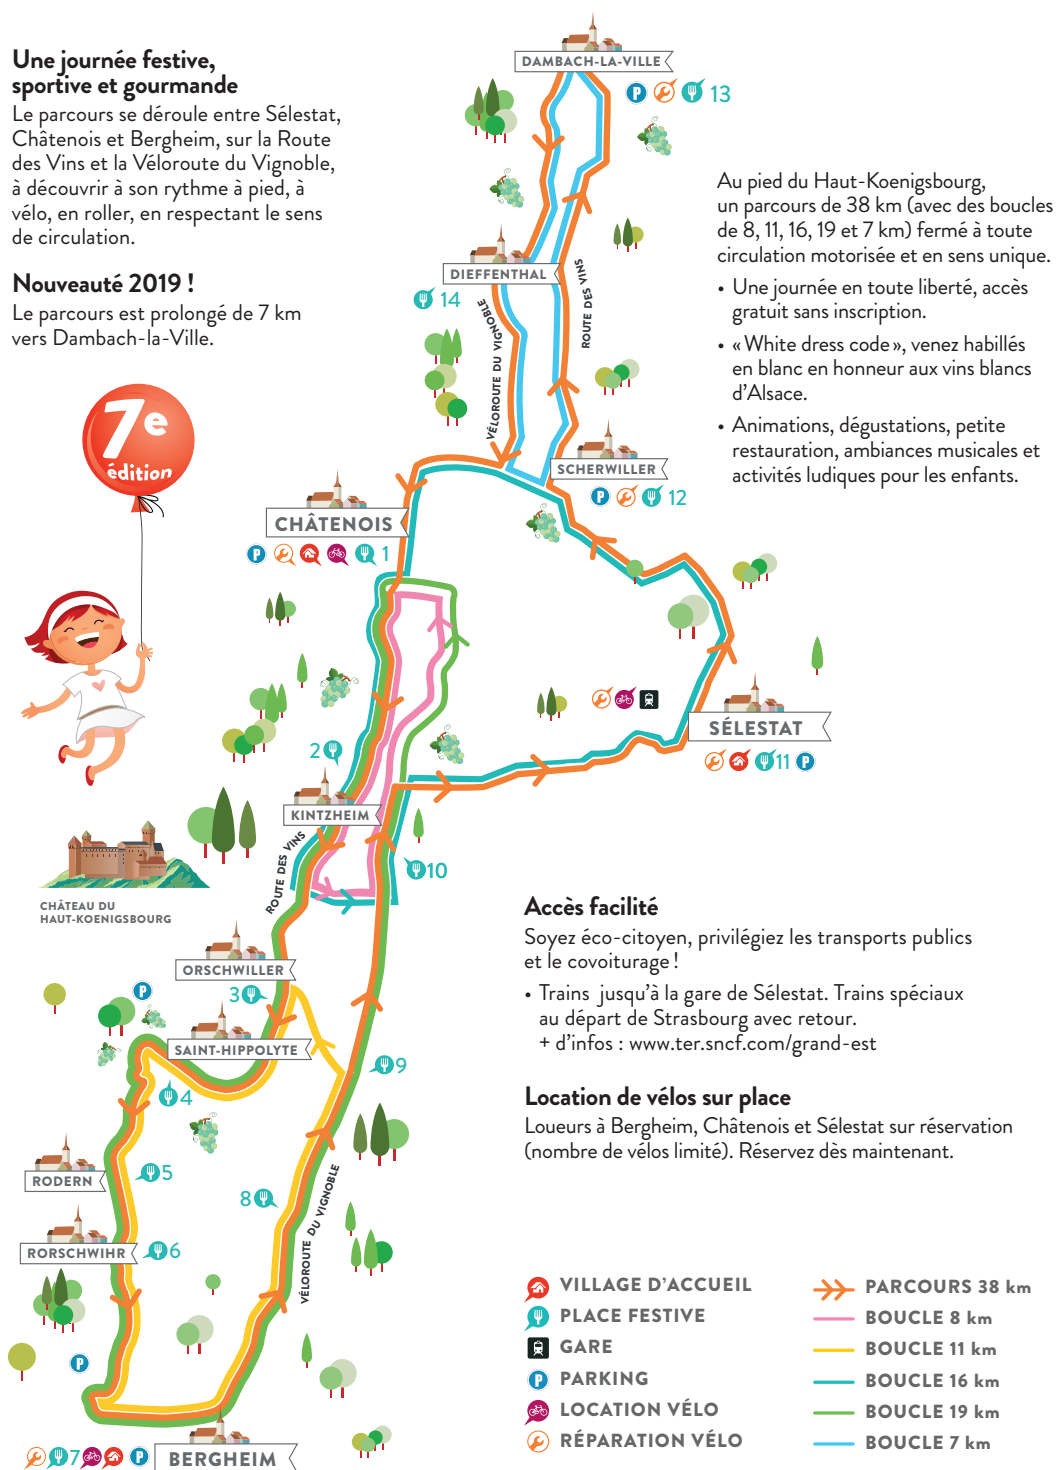 Une journée festive,
sportive et gourmande
Le parcours se déroule entre Sélestat,
Châtenois et Bergheim, sur la Route
des Vins et la Véloroute du Vignoble,
à découvrir à son rythme à pied, à
vélo, en roller, en respectant le sens
de circulation.
Nouveauté 2019 !
Le parcours est prolongé de 7 km
vers Dambach-la-Ville.
7e
édition
DAMBACH-LA-VILLE
P 13
Au pied du Haut-Koenigsbourg,
un parcours de 38 km (avec des boucles
de 8, 11, 16, 19 et 7 km) fermé à toute
circulation motorisée et en sens unique.
• Une journée en toute liberté, accès
gratuit sans inscription.
• « White dress code », venez habillés
en blanc en honneur aux vins blancs
d'Alsace.
• Animations, dégustations, petite
restauration, ambiances musicales et
activités ludiques pour les enfants.
DIEFFENTHAL
14
VÉLOROUTE DU VIGNOBLE
ROUTE DES VINS
SCHERWILLER
P 12
CHÂTENOIS
P 1
SÉLESTAT
11 P
2
KINTZHEIM
ROUTE DES VINS
10
CHÂTEAU DU
HAUT-KOENIGSBOURG
ORSCHWILLER
3
P
SAINT-HIPPOLYTE
9
4
RODERN
5
8
VÉLOROUTE DU VIGNOBLE
RORSCHWIHR
6
P
7 P
BERGHEIM
Accès facilité
Soyez éco-citoyen, privilégiez les transports publics
et le covoiturage !
• Trains jusqu'à la gare de Sélestat. Trains spéciaux
au départ de Strasbourg avec retour.
+ d'infos : www.ter.sncf.com/grand-est
Location de vélos sur place
Loueurs à Bergheim, Châtenois et Sélestat sur réservation
(nombre de vélos limité). Réservez dès maintenant.
VILLAGE D'ACCUEIL
PLACE FESTIVE
GARE
P PARKING
LOCATION VÉLO
RÉPARATION VÉLO
PARCOURS 38 km
BOUCLE 8 km
BOUCLE 11 km
BOUCLE 16 km
BOUCLE 19 km
BOUCLE 7 km